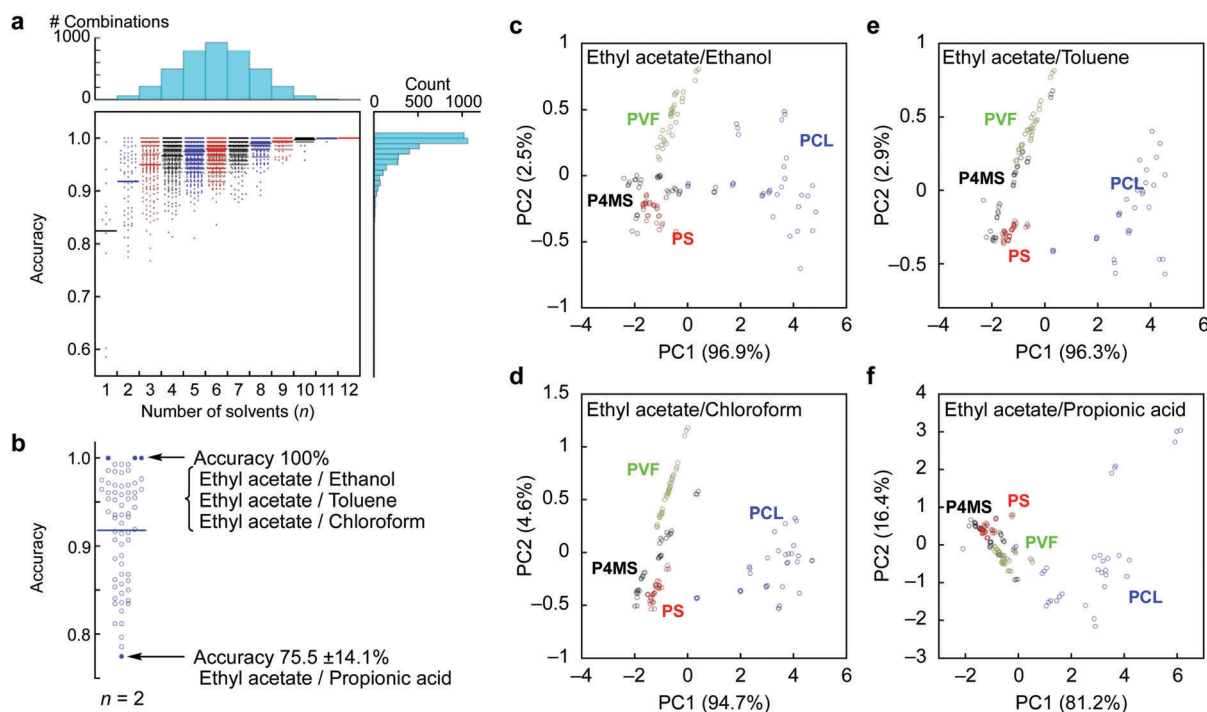 a
# Combinations
1000
0
Count
0 500 1000
1.0
0.9
0.8
0.7
0.6
Accuracy
1 2 3 4 5 6 7 8 9 10 11 12
Number of solvents (n)
b
1.0
0.9
0.8
Accuracy
Accuracy 100%
Ethyl acetate / Ethanol
Ethyl acetate / Toluene
Ethyl acetate / Chloroform
Accuracy 75.5 ±14.1%
Ethyl acetate / Propionic acid
n = 2
c
Ethyl acetate/Ethanol
PVF
PCL
P4MS
PS
1
0.5
0
–0.5
–1
PC2 (2.5%)
–4 –2 0 2 4 6
PC1 (96.9%)
d
Ethyl acetate/Chloroform
PVF
PCL
P4MS
PS
1.5
1
0.5
0
–0.5
–1
PC2 (4.6%)
–4 –2 0 2 4 6
PC1 (94.7%)
e
Ethyl acetate/Toluene
PVF
P4MS
PCL
PS
1
0.5
0
–0.5
PC2 (2.9%)
–4 –2 0 2 4 6
PC1 (96.3%)
f
Ethyl acetate/Propionic acid
P4MS
PS
PVF
PCL
4
3
2
1
0
–1
–2
–3
PC2 (16.4%)
–2 0 2 4 6
PC1 (81.2%)